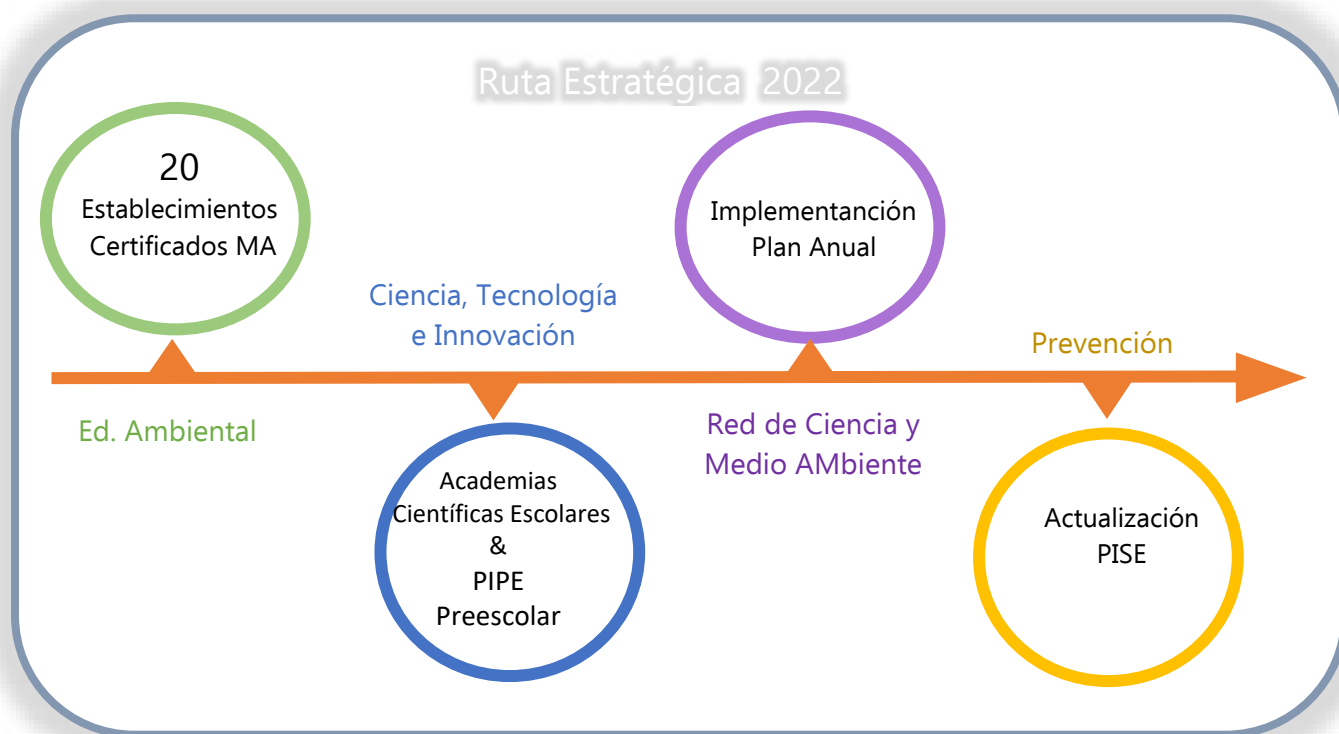 Ruta Estratégica 2022
20
Establecimientos
Certificados MA
Ed. Ambiental
Ciencia, Tecnología
e Innovación
Academias
Científicas Escolares
&
PIPE
Preescolar
Implementanción
Plan Anual
Red de Ciencia y
Medio AMbiente
Prevención
Actualización
PISE